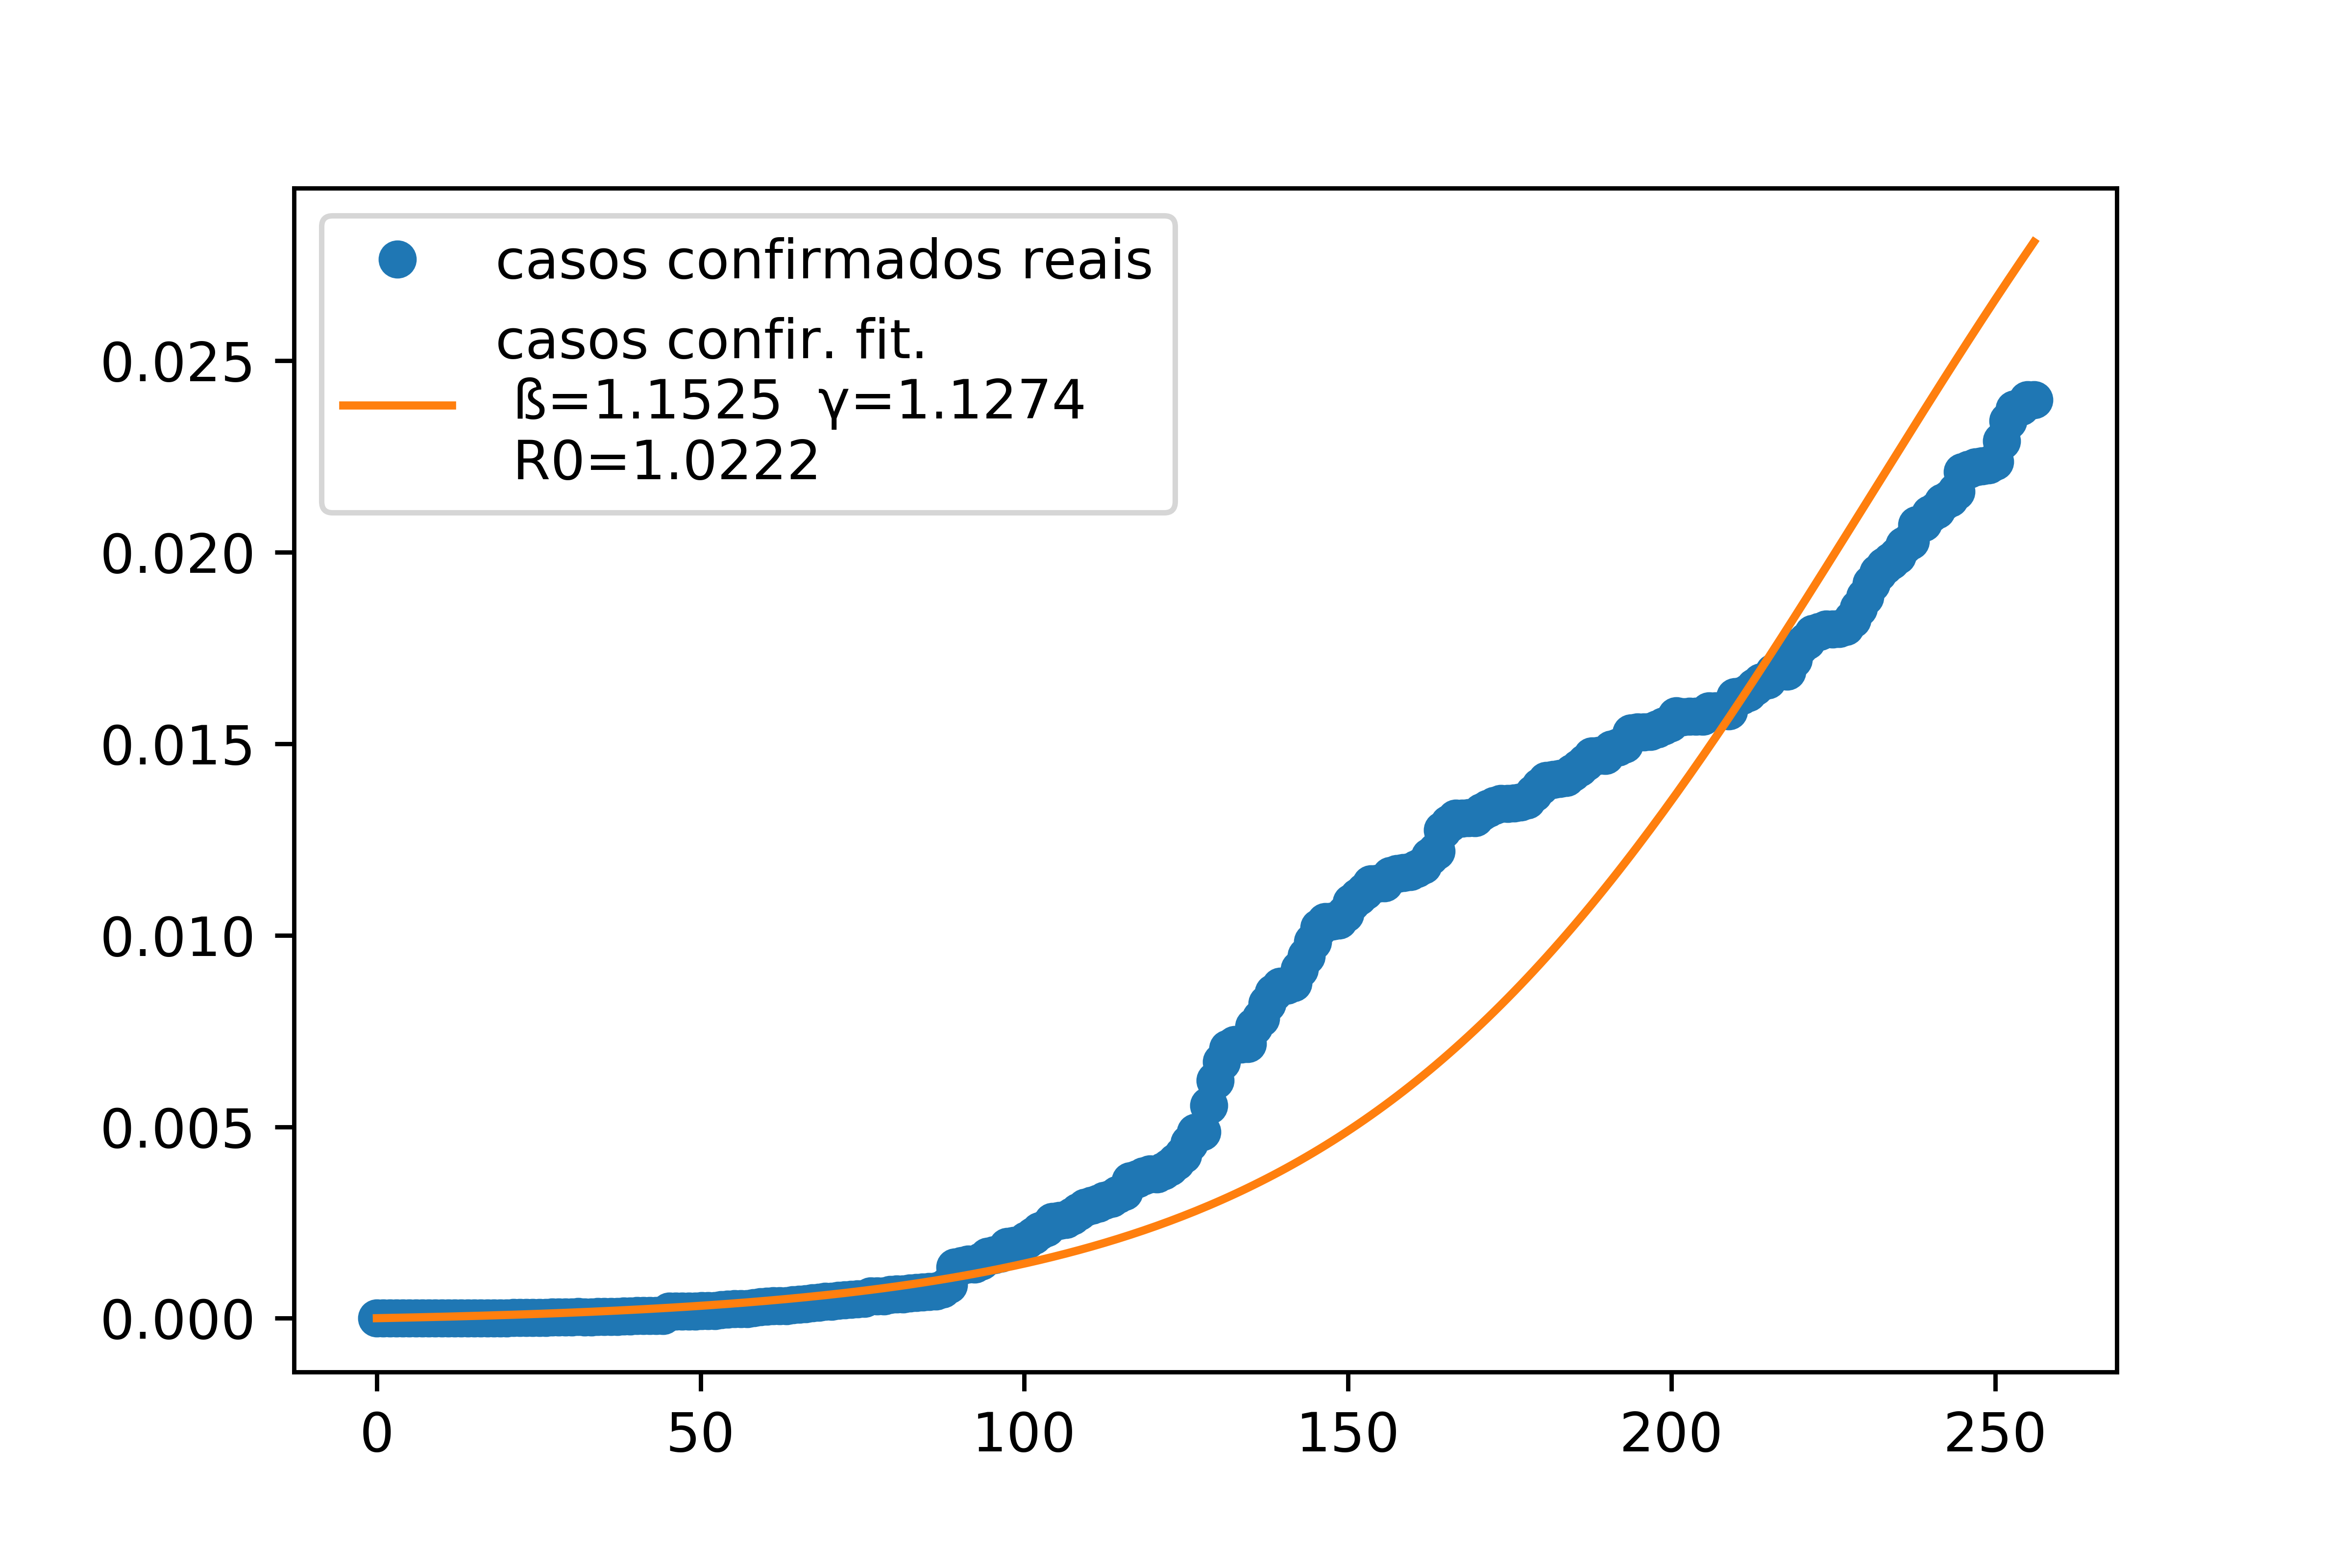 casos confirmados reais
casos confir. fit.
ß=1.1525 γ=1.1274
R0=1.0222
0.025
0.020
0.015
0.010
0.005
0.000
0 50 100 150 200 250